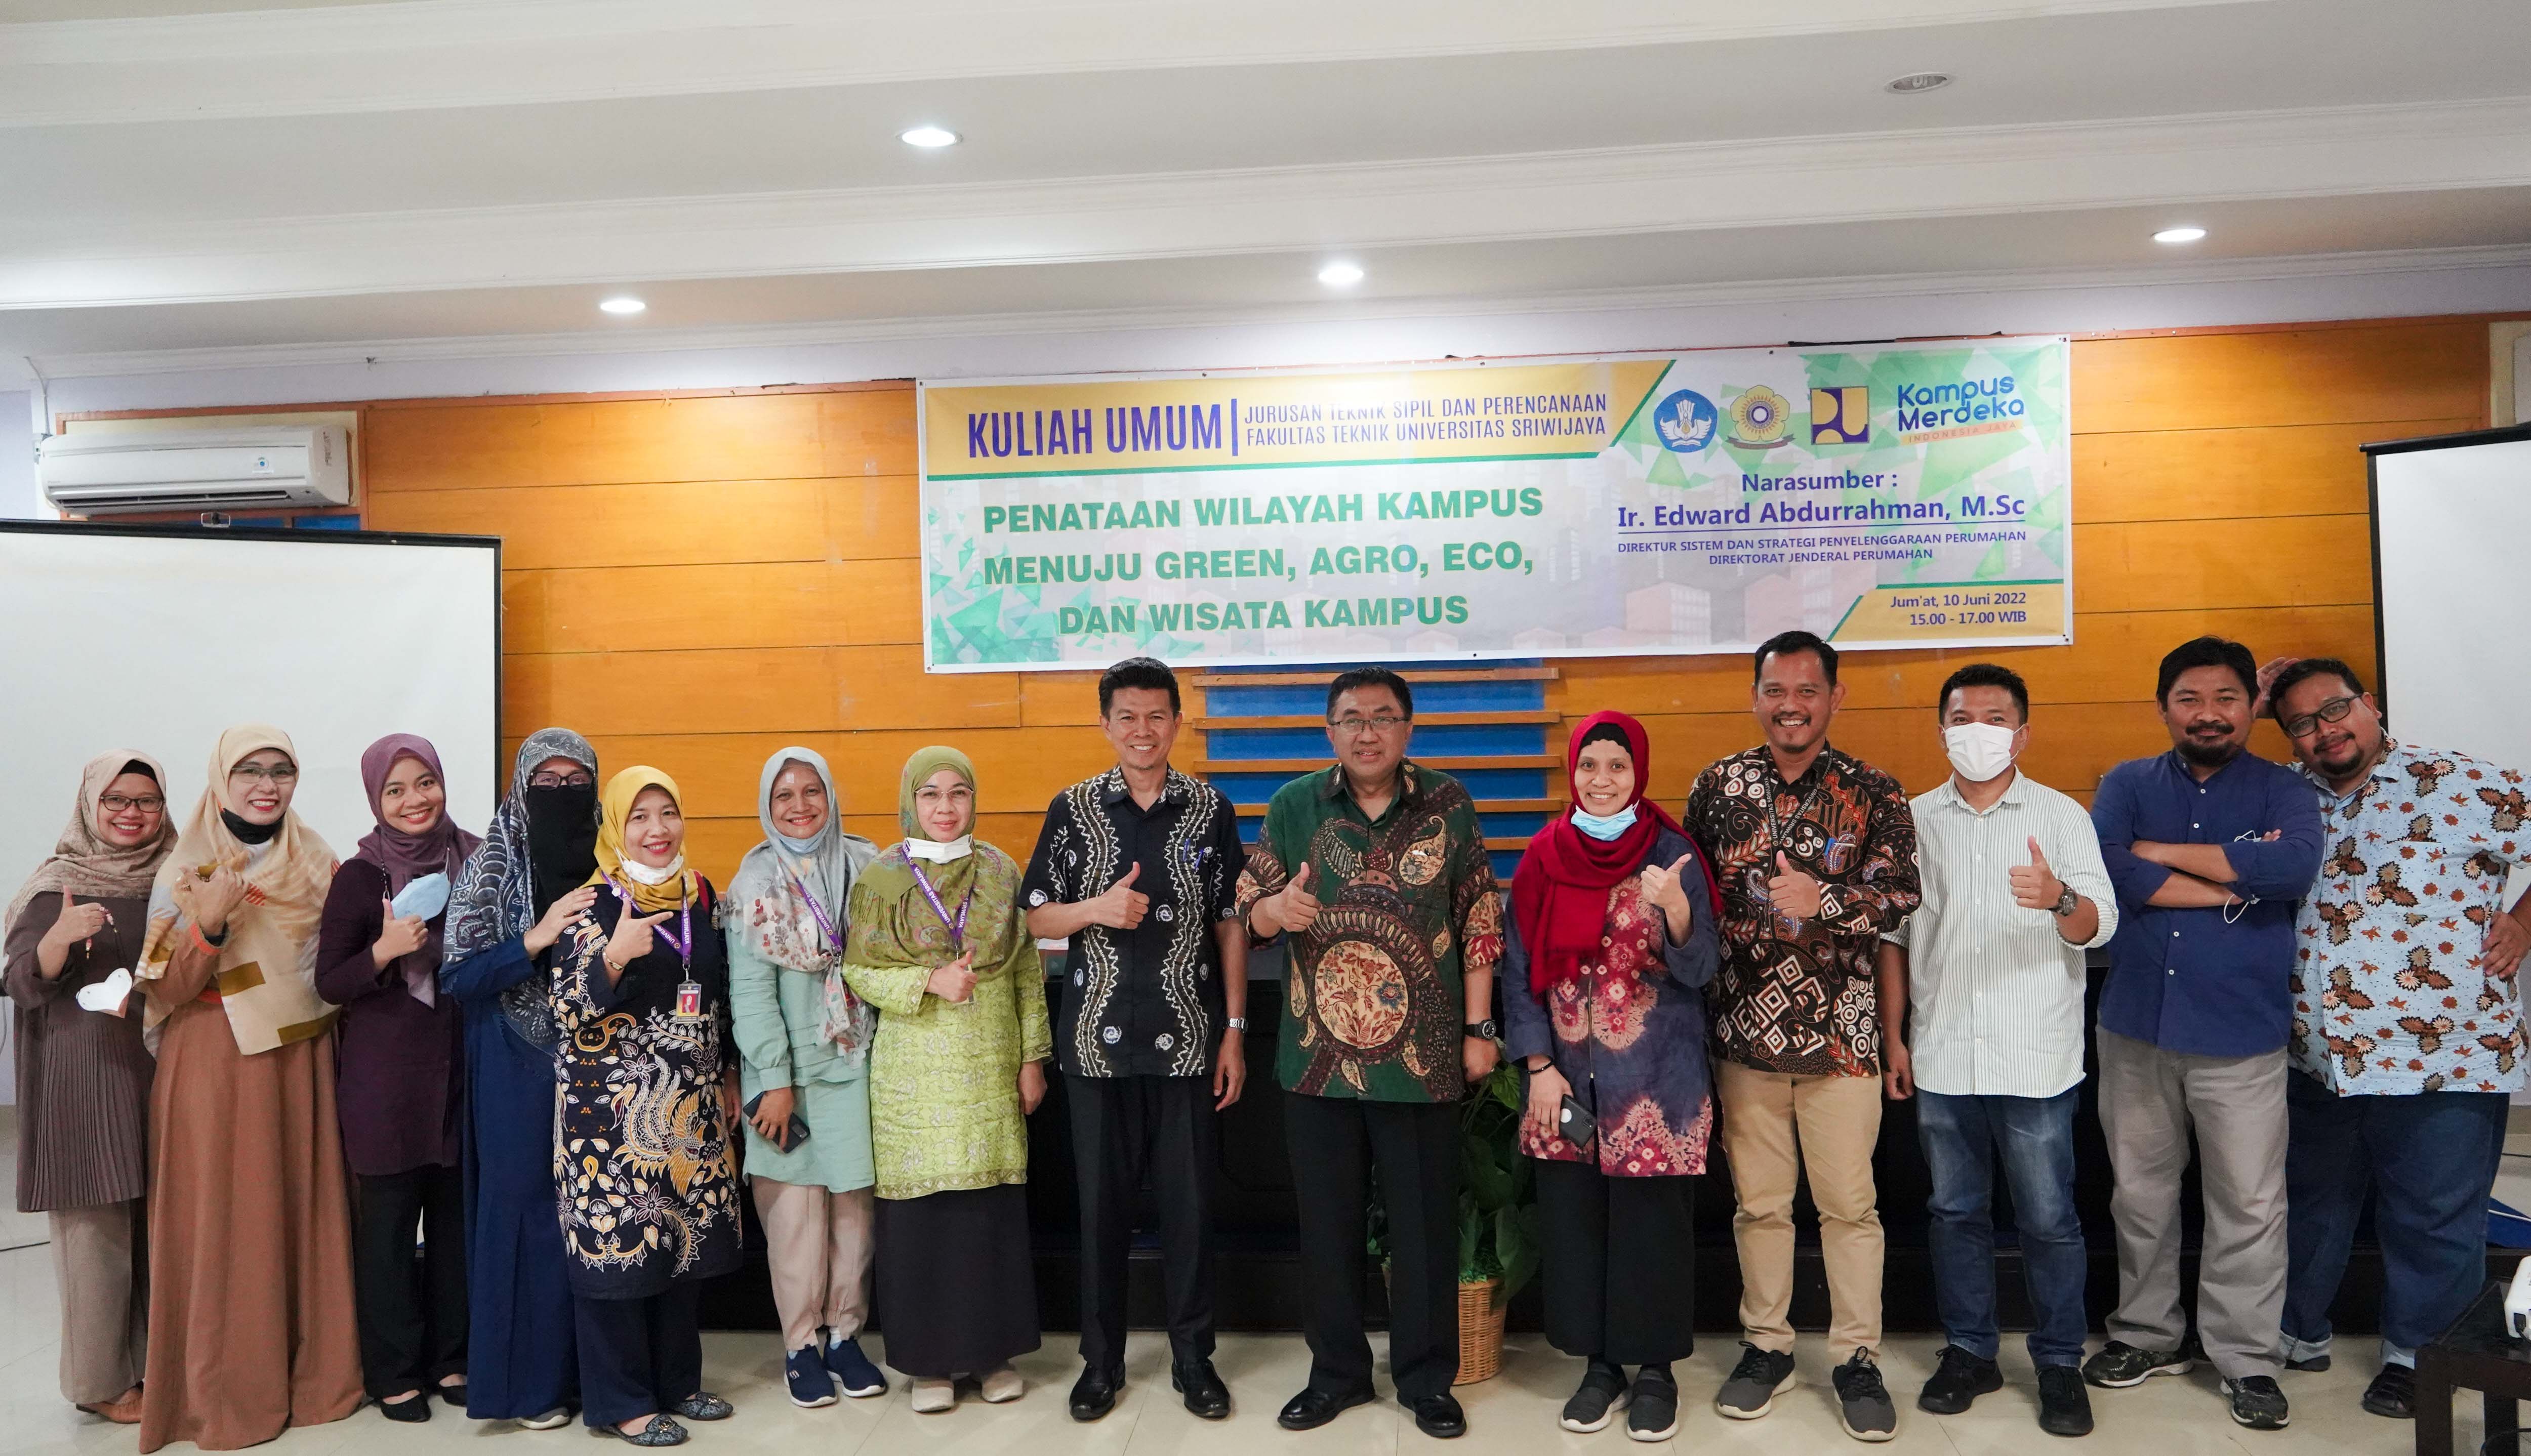 KULIAH UMUM
JURUSAN TEKNIK SIPIL DAN PERENCANAAN
FAKULTAS TEKNIK UNIVERSITAS SRIWIJAYA
PENATAAN WILAYAH KAMPUS
MENUJU GREEN, AGRO, ECO,
DAN WISATA KAMPUS
Kampus
Merdeka
INDONESIA JAYA
Narasumber :
Ir. Edward Abdurrahman, M.Sc
DIREKTUR SISTEM DAN STRATEGI PENYELENGGARAAN PERUMAHAN
DIREKTORAT JENDERAL PERUMAHAN
Jum'at, 10 Juni 2022
15.00 - 17.00 WIB